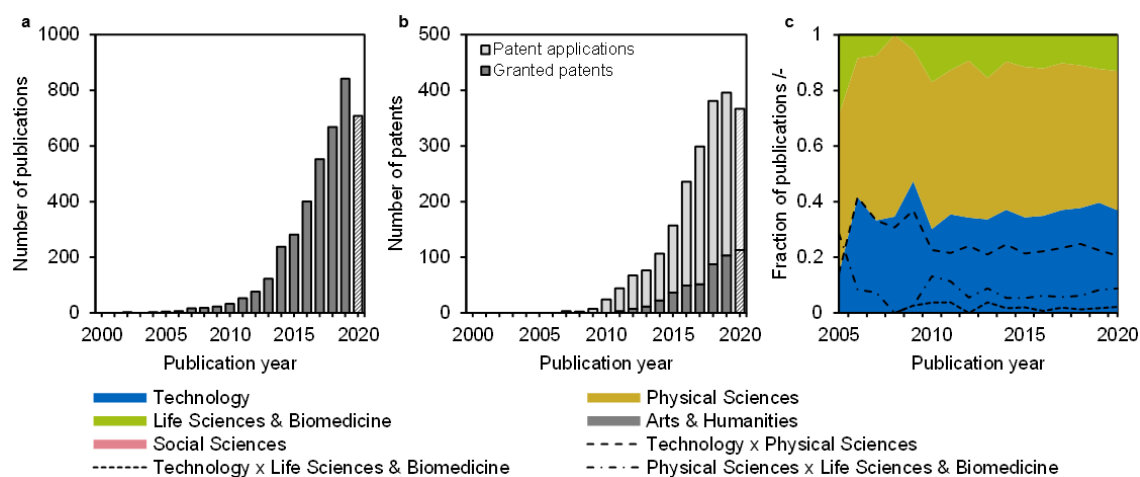 a
1000
800
600
400
200
0
Number of publications
2000 2005 2010 2015 2020
Publication year
b
500
400
300
200
100
0
Number of patents
Patent applications
Granted patents
2000 2005 2010 2015 2020
Publication year
c
1
0.8
0.6
0.4
0.2
0
Fraction of publications /-
2005 2010 2015 2020
Publication year
Technology
Physical Sciences
Life Sciences & Biomedicine
Arts & Humanities
Social Sciences
Technology x Physical Sciences
Technology x Life Sciences & Biomedicine
Physical Sciences x Life Sciences & Biomedicine